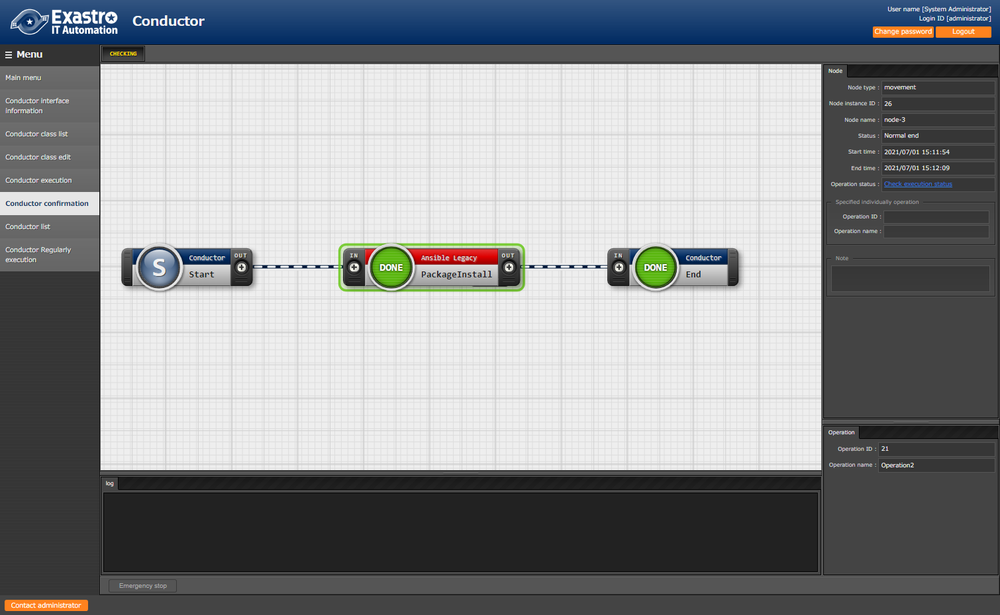 Exastro
IT Automation
Conductor
User name [System Administrator]
Login ID [administrator]
Change password
Logout
Menu
Main menu
Conductor interface
information
Conductor class list
Conductor class edit
Conductor execution
Conductor confirmation
Conductor list
Conductor Regularly
execution
CHECKING
S
Conductor
Start
OUT
IN
DONE
Ansible Legacy
PackageInstall
OUT
IN
DONE
Conductor
End
log
Emergency stop
Node
Node type : movement
Node instance ID : 26
Node name : node-3
Status : Normal end
Start time : 2021/07/01 15:11:54
End time : 2021/07/01 15:12:09
Operation status : Check execution status
Specified individually operation
Operation ID :
Operation name :
Note
Operation
Operation ID : 21
Operation name : Operation2
Contact administrator